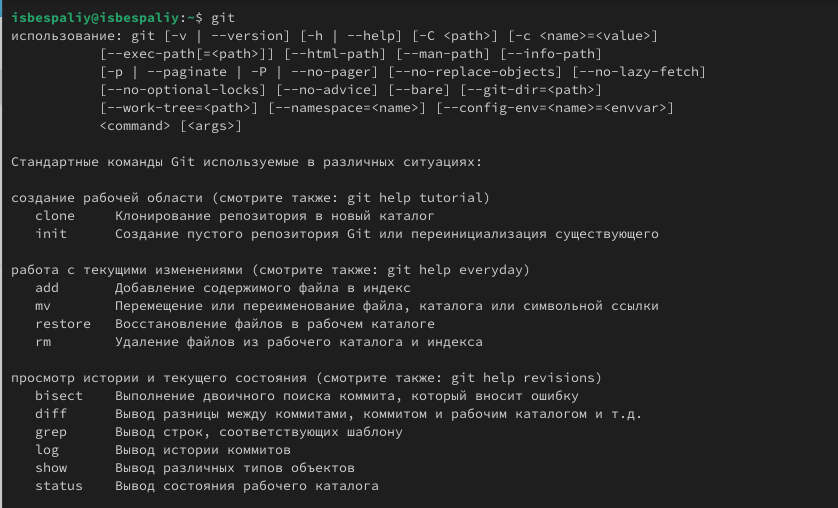 isbespaliy@isbespaliy:~$ git
использование: git [-v | --version] [-h | --help] [-C <path>] [-c <name>=<value>]
           [--exec-path[=<path>]] [--html-path] [--man-path] [--info-path]
           [-p | --paginate | -P | --no-pager] [--no-replace-objects] [--no-lazy-fetch]
           [--no-optional-locks] [--no-advice] [--bare] [--git-dir=<path>]
           [--work-tree=<path>] [--namespace=<name>] [--config-env=<name>=<envvar>]
           <command> [<args>]

Стандартные команды Git используемые в различных ситуациях:

создание рабочей области (смотрите также: git help tutorial)
   clone     Клонирование репозитория в новый каталог
   init      Создание пустого репозитория Git или переинициализация существующего

работа с текущими изменениями (смотрите также: git help everyday)
   add       Добавление содержимого файла в индекс
   mv        Перемещение или переименование файла, каталога или символьной ссылки
   restore   Восстановление файлов в рабочем каталоге
   rm        Удаление файлов из рабочего каталога и индекса

просмотр истории и текущего состояния (смотрите также: git help revisions)
   bisect    Выполнение двоичного поиска коммита, который вносит ошибку
   diff      Вывод разницы между коммитами, коммитом и рабочим каталогом и т.д.
   grep      Вывод строк, соответствующих шаблону
   log       Вывод истории коммитов
   show      Вывод различных типов объектов
   status    Вывод состояния рабочего каталога